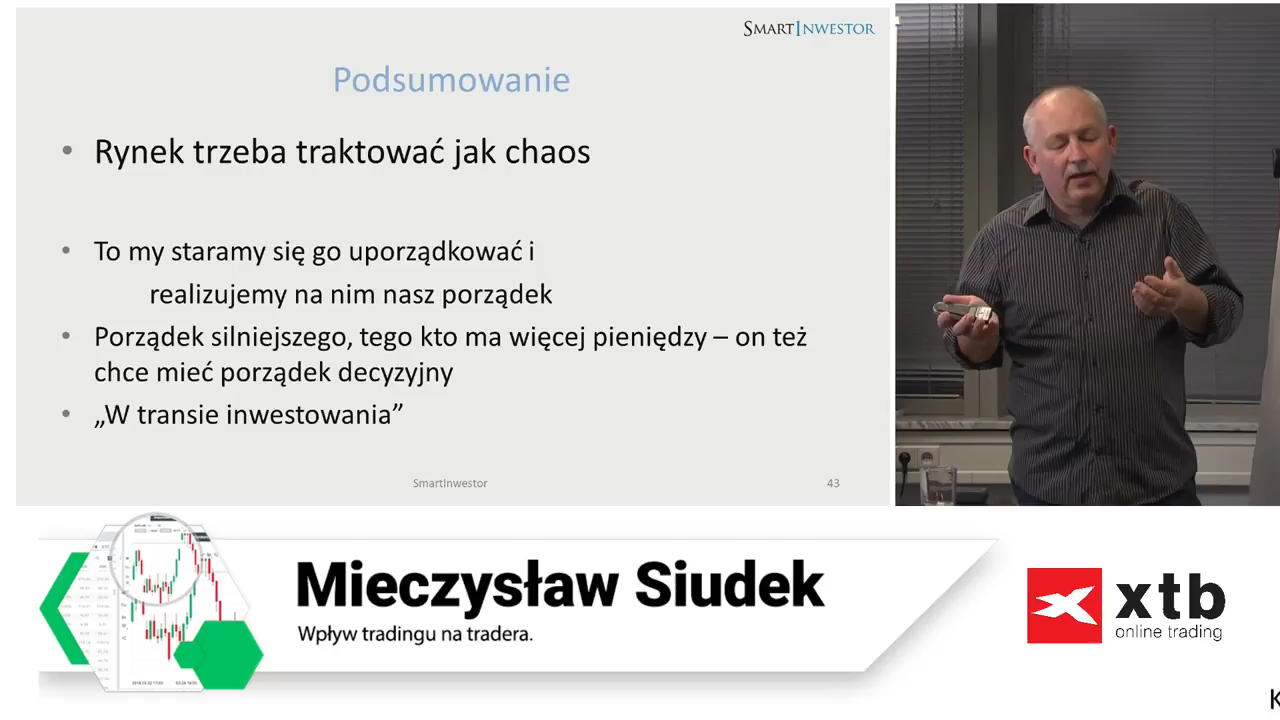 SMARTINWESTOR
Podsumowanie
• Rynek trzeba traktować jak chaos
• To my staramy się go uporządkować i
realizujemy na nim nasz porządek
• Porządek silniejszego, tego kto ma więcej pieniędzy – on też
chce mieć porządek decyzyjny
• „W transie inwestowania”
SmartInwestor
43
Mieczysław Siudek
Wpływ tradingu na tradera.
xtb
online trading
K